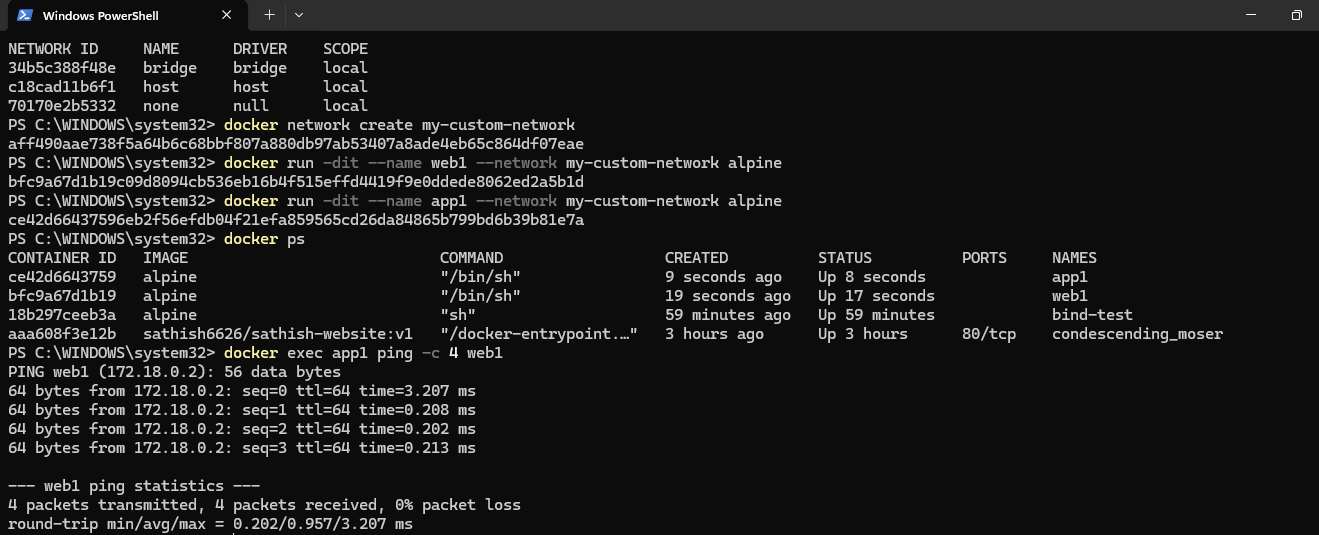 Windows PowerShell
NETWORK ID     NAME      DRIVER    SCOPE
34b5c388f48e   bridge    bridge    local
c18cad11b6f1   host      host      local
70170e2b5332   none      null      local
PS C:\WINDOWS\system32> docker network create my-custom-network
aff490aae738f5a64b6c68bbf807a880db97ab53407a8ade4eb65c864df07eae
PS C:\WINDOWS\system32> docker run -dit --name web1 --network my-custom-network alpine
bfc9a67d1b19c09d8094cb536eb16b4f515effd4419f9e0ddede8062ed2a5b1d
PS C:\WINDOWS\system32> docker run -dit --name app1 --network my-custom-network alpine
ce42d66437596eb2f56efdb04f21efa859565cd26da84865b799bd6b39b81e7a
PS C:\WINDOWS\system32> docker ps
CONTAINER ID   IMAGE                            COMMAND                  CREATED          STATUS          PORTS     NAMES
ce42d6643759   alpine                           "/bin/sh"                9 seconds ago    Up 8 seconds              app1
bfc9a67d1b19   alpine                           "/bin/sh"                19 seconds ago   Up 17 seconds             web1
18b297ceeb3a   alpine                           "sh"                     59 minutes ago   Up 59 minutes             bind-test
aaa608f3e12b   sathish6626/sathish-website:v1   "/docker-entrypoint.…"   3 hours ago      Up 3 hours      80/tcp    condescending_moser
PS C:\WINDOWS\system32> docker exec app1 ping -c 4 web1
PING web1 (172.18.0.2): 56 data bytes
64 bytes from 172.18.0.2: seq=0 ttl=64 time=3.207 ms
64 bytes from 172.18.0.2: seq=1 ttl=64 time=0.208 ms
64 bytes from 172.18.0.2: seq=2 ttl=64 time=0.202 ms
64 bytes from 172.18.0.2: seq=3 ttl=64 time=0.213 ms
--- web1 ping statistics ---
4 packets transmitted, 4 packets received, 0% packet loss
round-trip min/avg/max = 0.202/0.957/3.207 ms